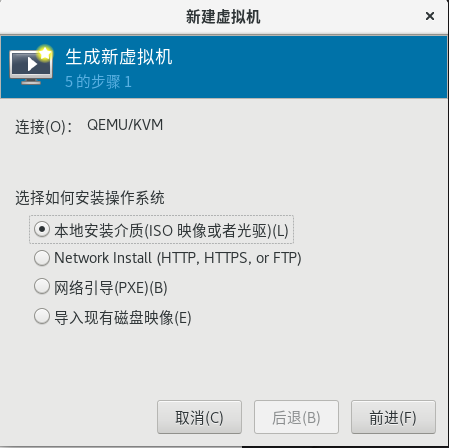 新建虚拟机
生成新虚拟机
5 的步骤 1
连接(O)： QEMU/KVM
选择如何安装操作系统
本地安装介质(ISO 映像或者光驱)(L)
Network Install (HTTP, HTTPS, or FTP)
网络引导(PXE)(B)
导入现有磁盘映像(E)
取消(C) 后退(B) 前进(F)